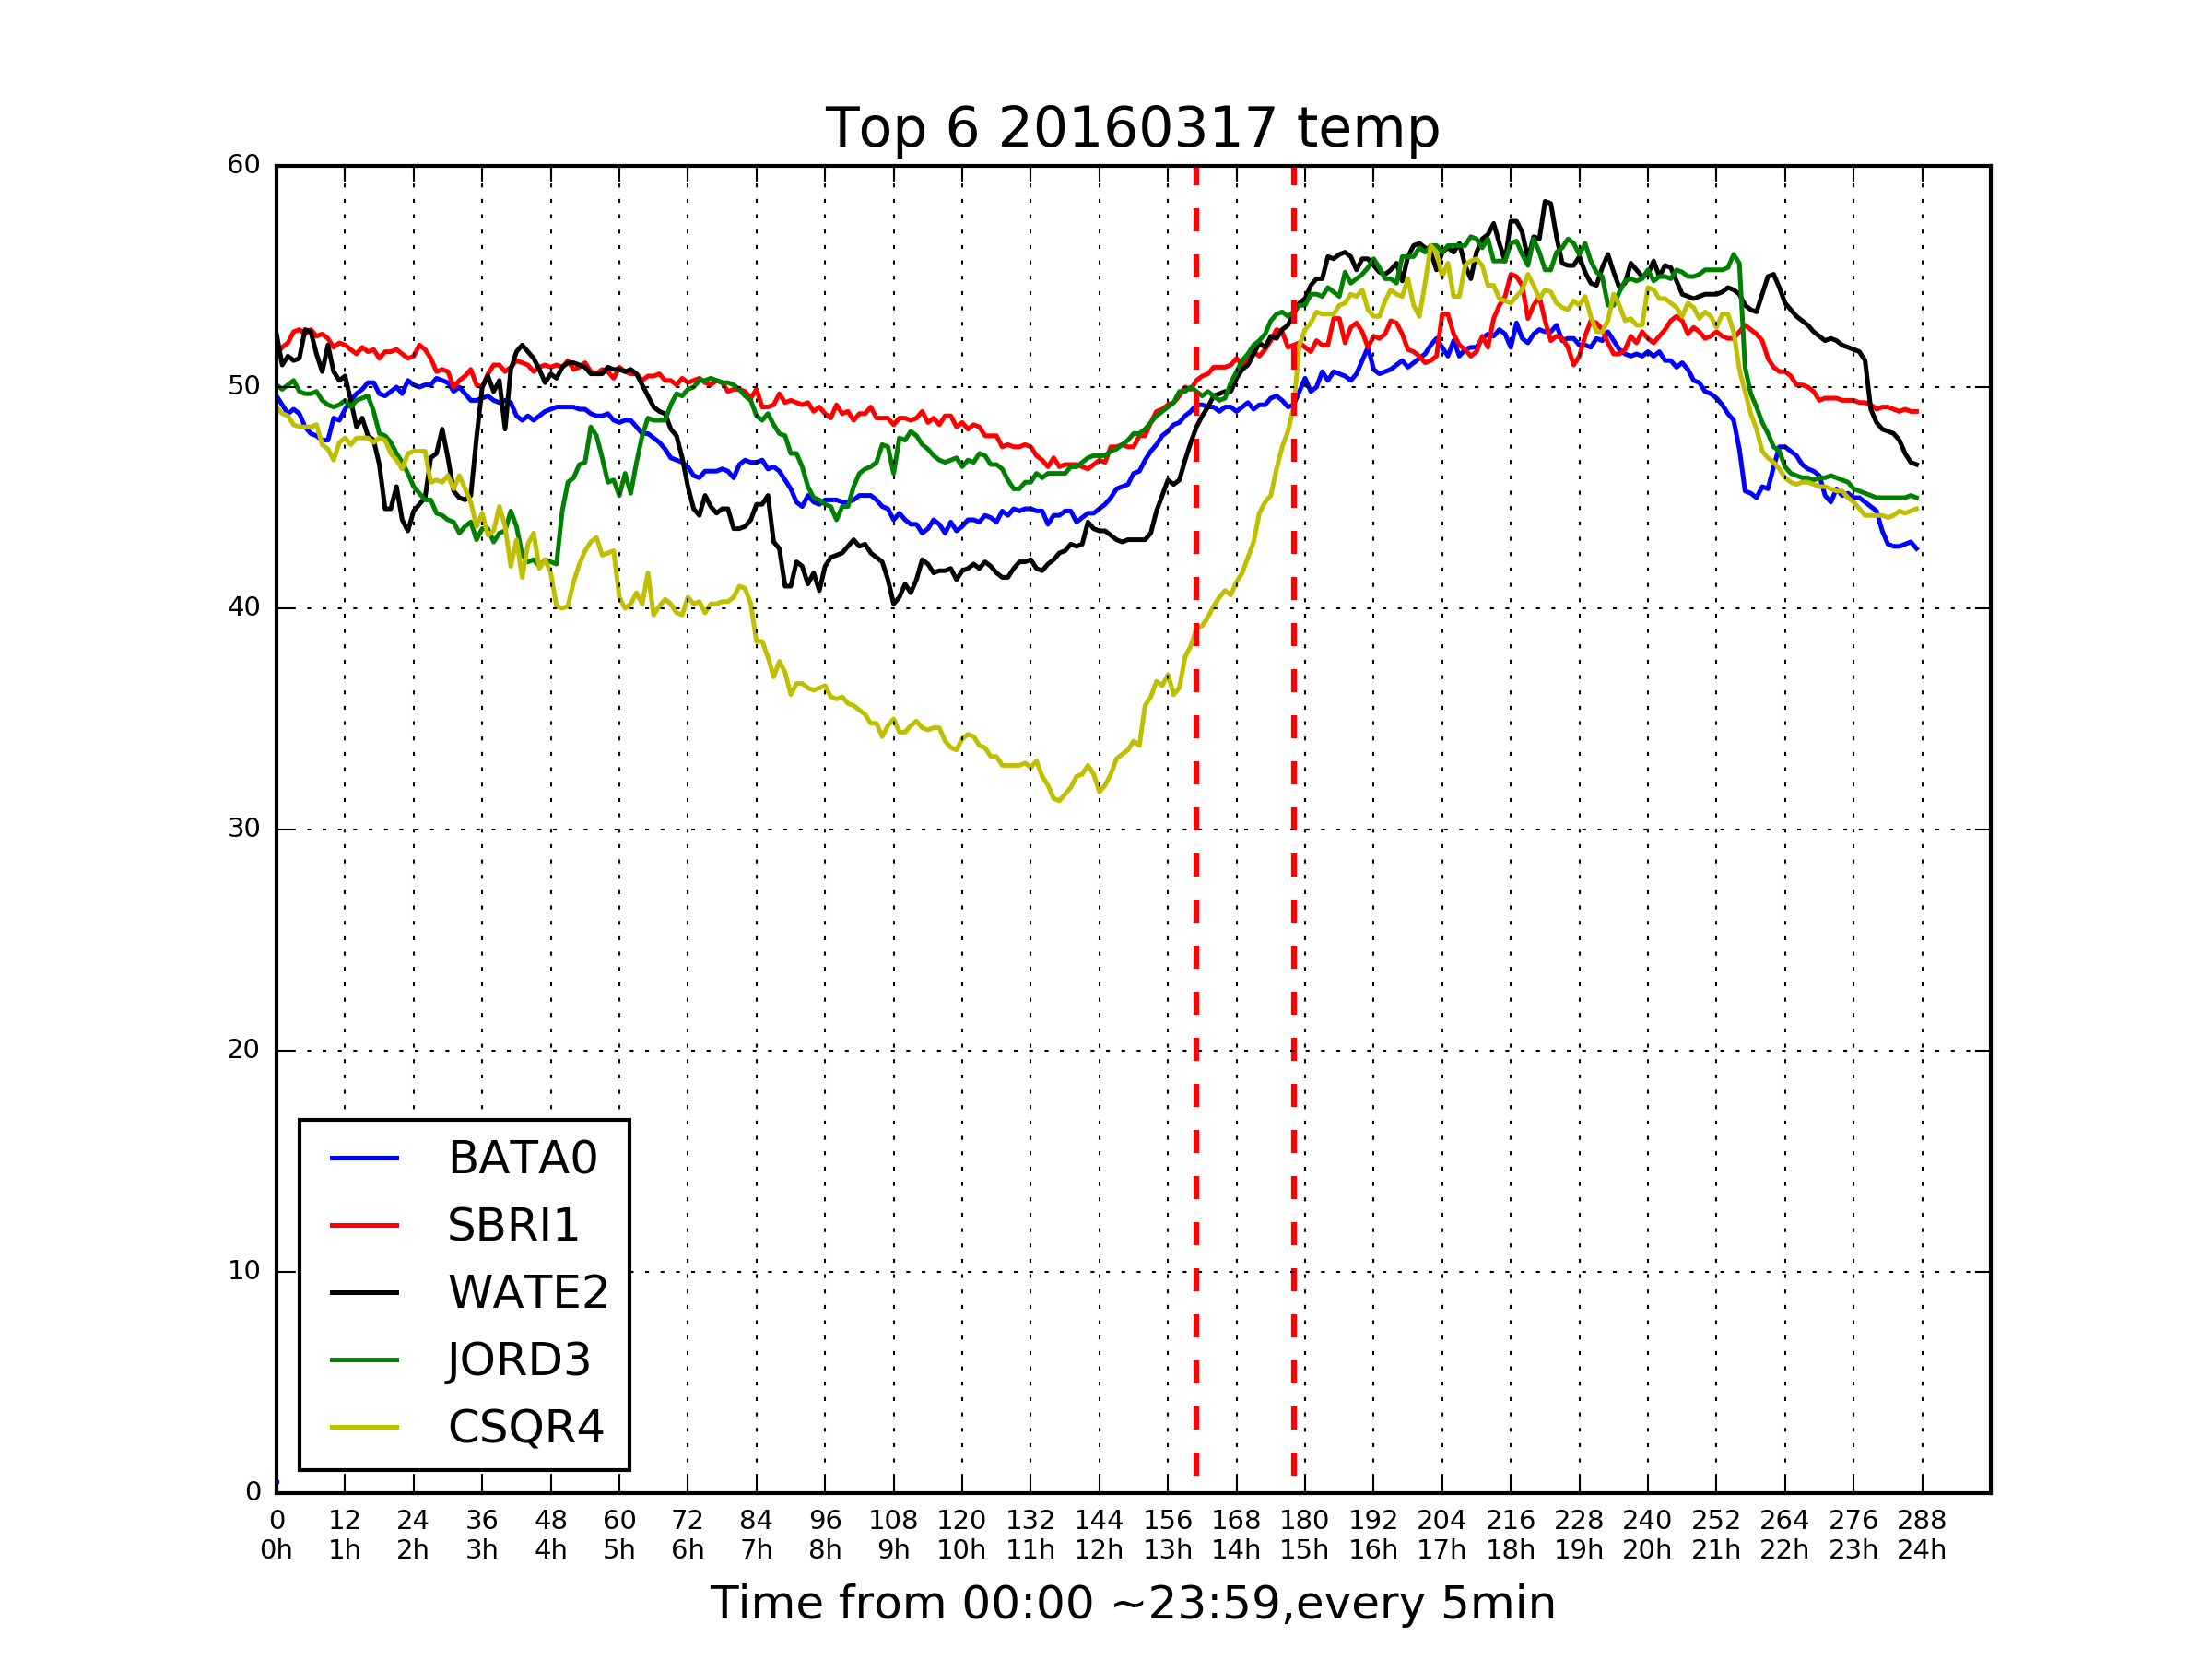 Top 6 20160317 temp
60
50
40
30
20
10
0
BATA0
SBRI1
WATE2
JORD3
CSQR4
0 12 24 36 48 60 72 84 96 108 120 132 144 156 168 180 192 204 216 228 240 252 264 276 288
0h 1h 2h 3h 4h 5h 6h 7h 8h 9h 10h 11h 12h 13h 14h 15h 16h 17h 18h 19h 20h 21h 22h 23h 24h
Time from 00:00 ~23:59,every 5min